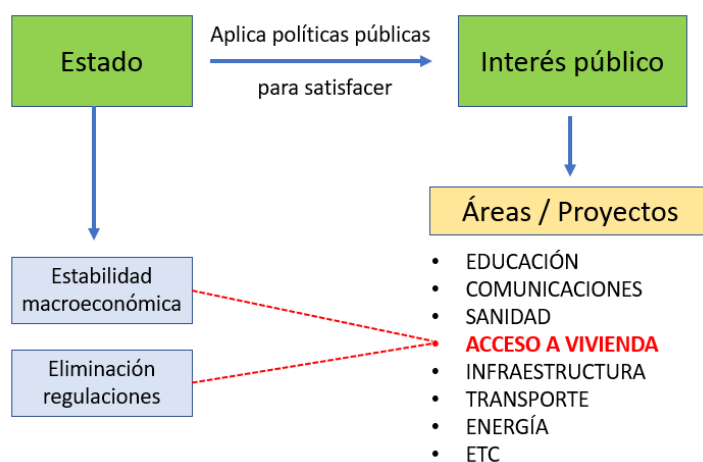 Estado
Aplica políticas públicas
para satisfacer
Interés público
Áreas / Proyectos
Estabilidad
macroeconómica
Eliminación
regulaciones
• EDUCACIÓN
• COMUNICACIONES
• SANIDAD
• ACCESO A VIVIENDA
• INFRAESTRUCTURA
• TRANSPORTE
• ENERGÍA
• ETC